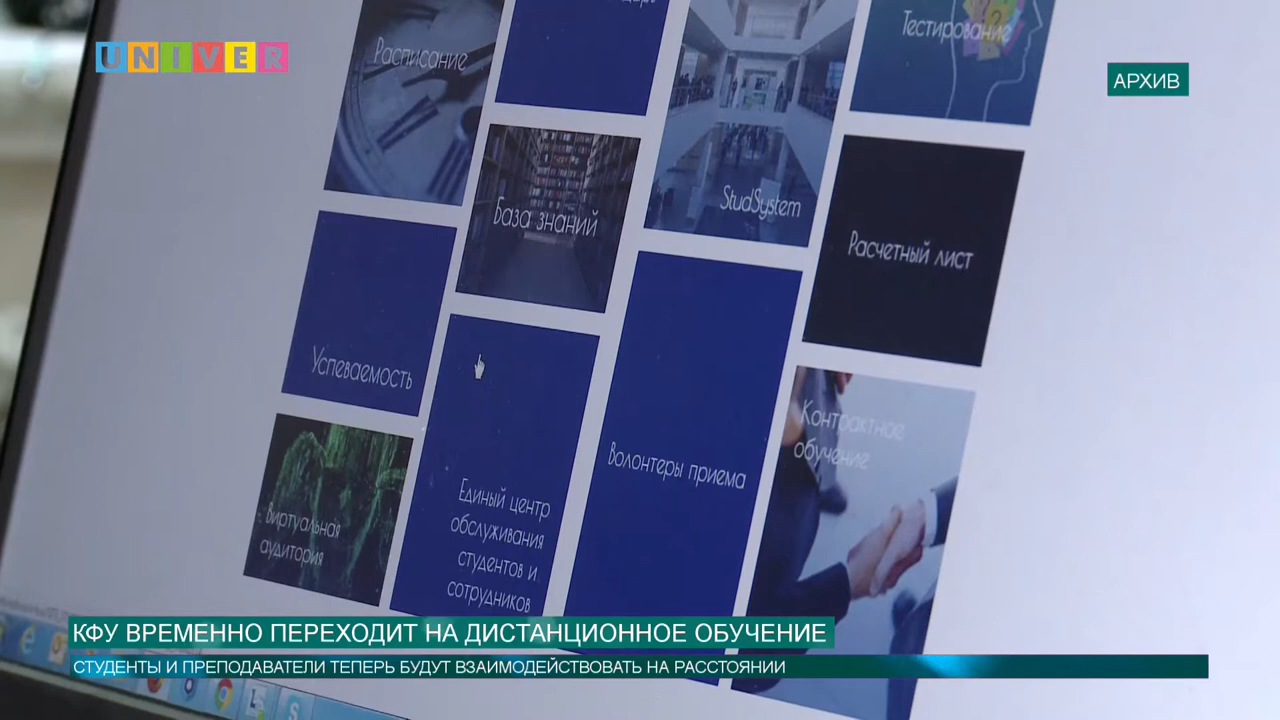 UNIVER
АРХИВ
Расписание
Тестирование
База знаний
StudSystem
Расчетный лист
Успеваемость
Волонтеры приема
Контрактное
обучение
Виртуальная
аудитория
Единый центр
обслуживания
студентов и
сотрудников
КФУ ВРЕМЕННО ПЕРЕХОДИТ НА ДИСТАНЦИОННОЕ ОБУЧЕНИЕ
СТУДЕНТЫ И ПРЕПОДАВАТЕЛИ ТЕПЕРЬ БУДУТ ВЗАИМОДЕЙСТВОВАТЬ НА РАССТОЯНИИ